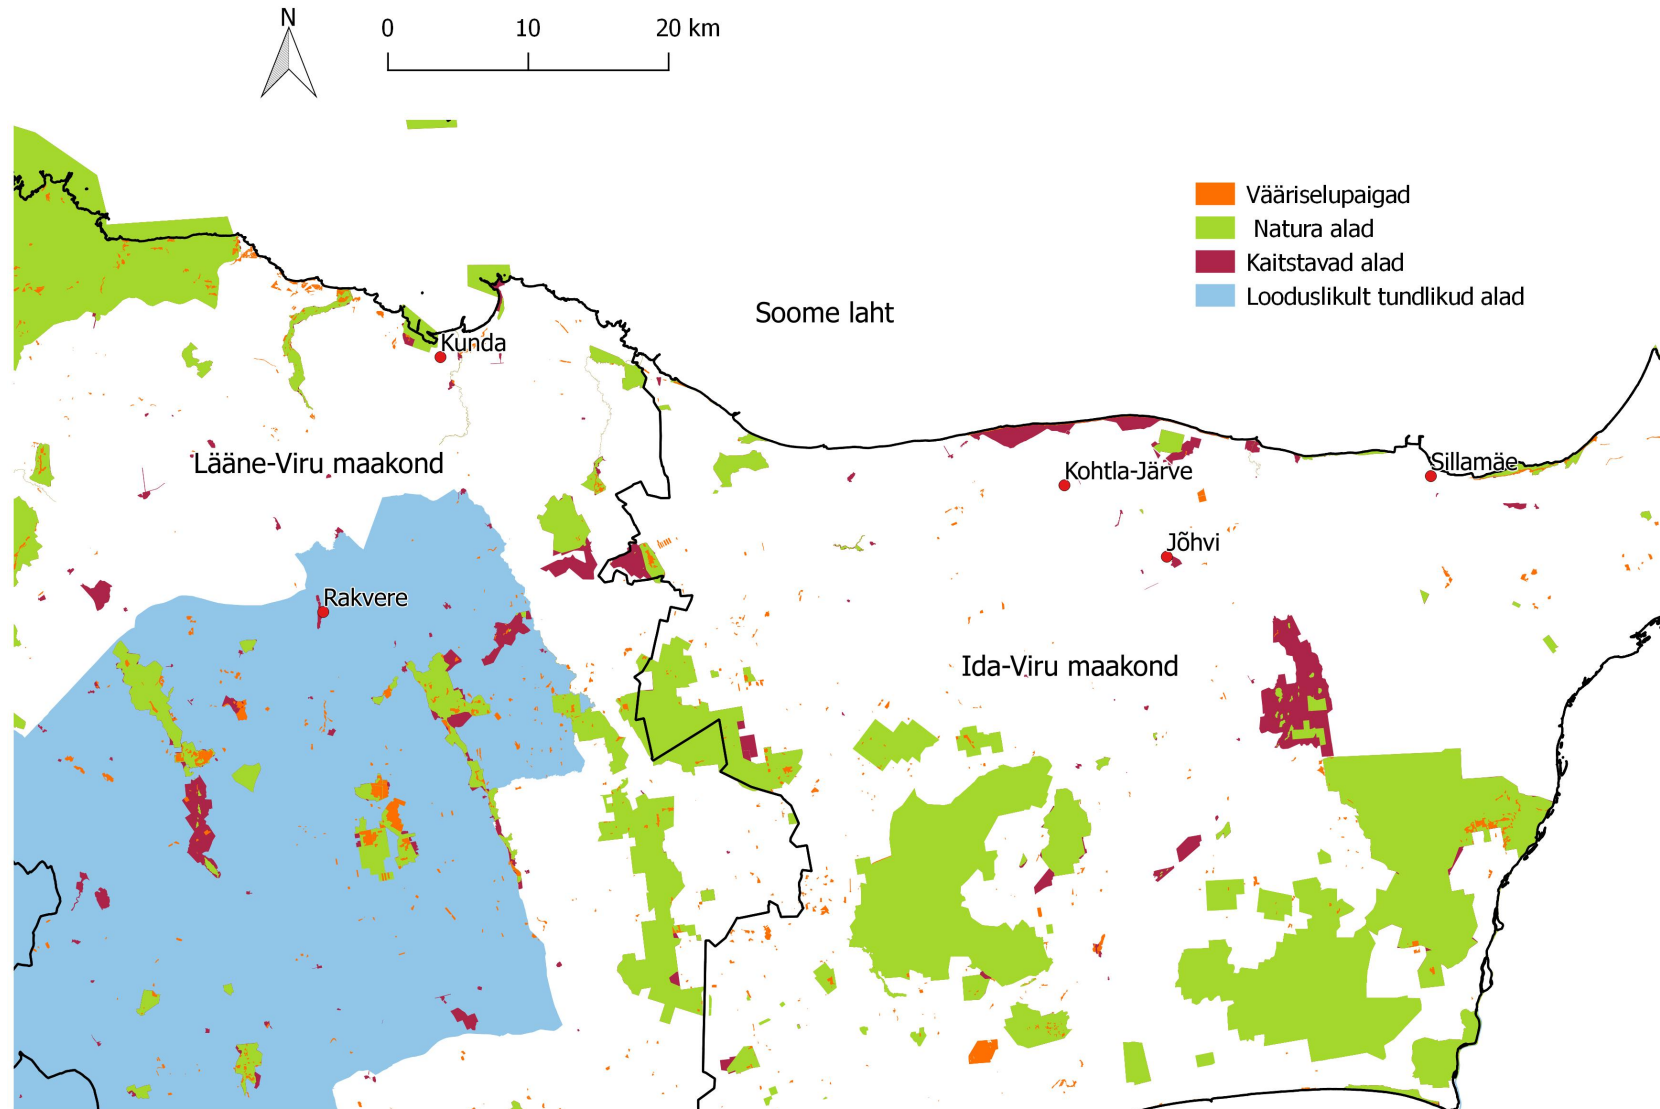 N
0 10 20 km
Vääriselupaigad
Natura alad
Kaitstavad alad
Looduslikult tundlikud alad
Soome laht
Kunda
Lääne-Viru maakond
Kohtla-Järve
Sillamäe
Jõhvi
Rakvere
Ida-Viru maakond